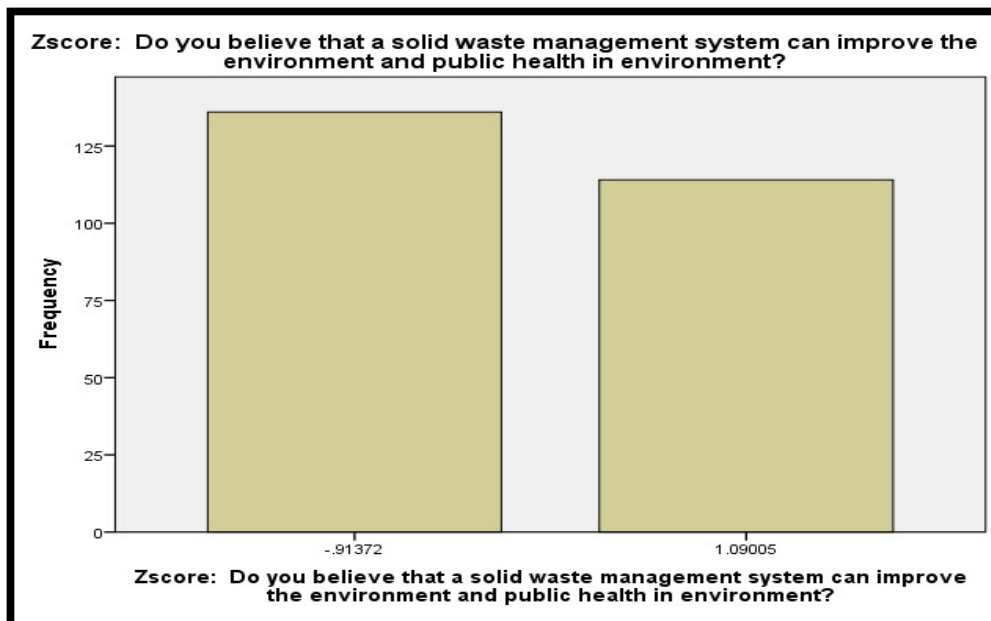 Zscore: Do you believe that a solid waste management system can improve the
environment and public health in environment?
Frequency
125
100
75
50
25
0
-.91372
1.09005
Zscore: Do you believe that a solid waste management system can improve
the environment and public health in environment?